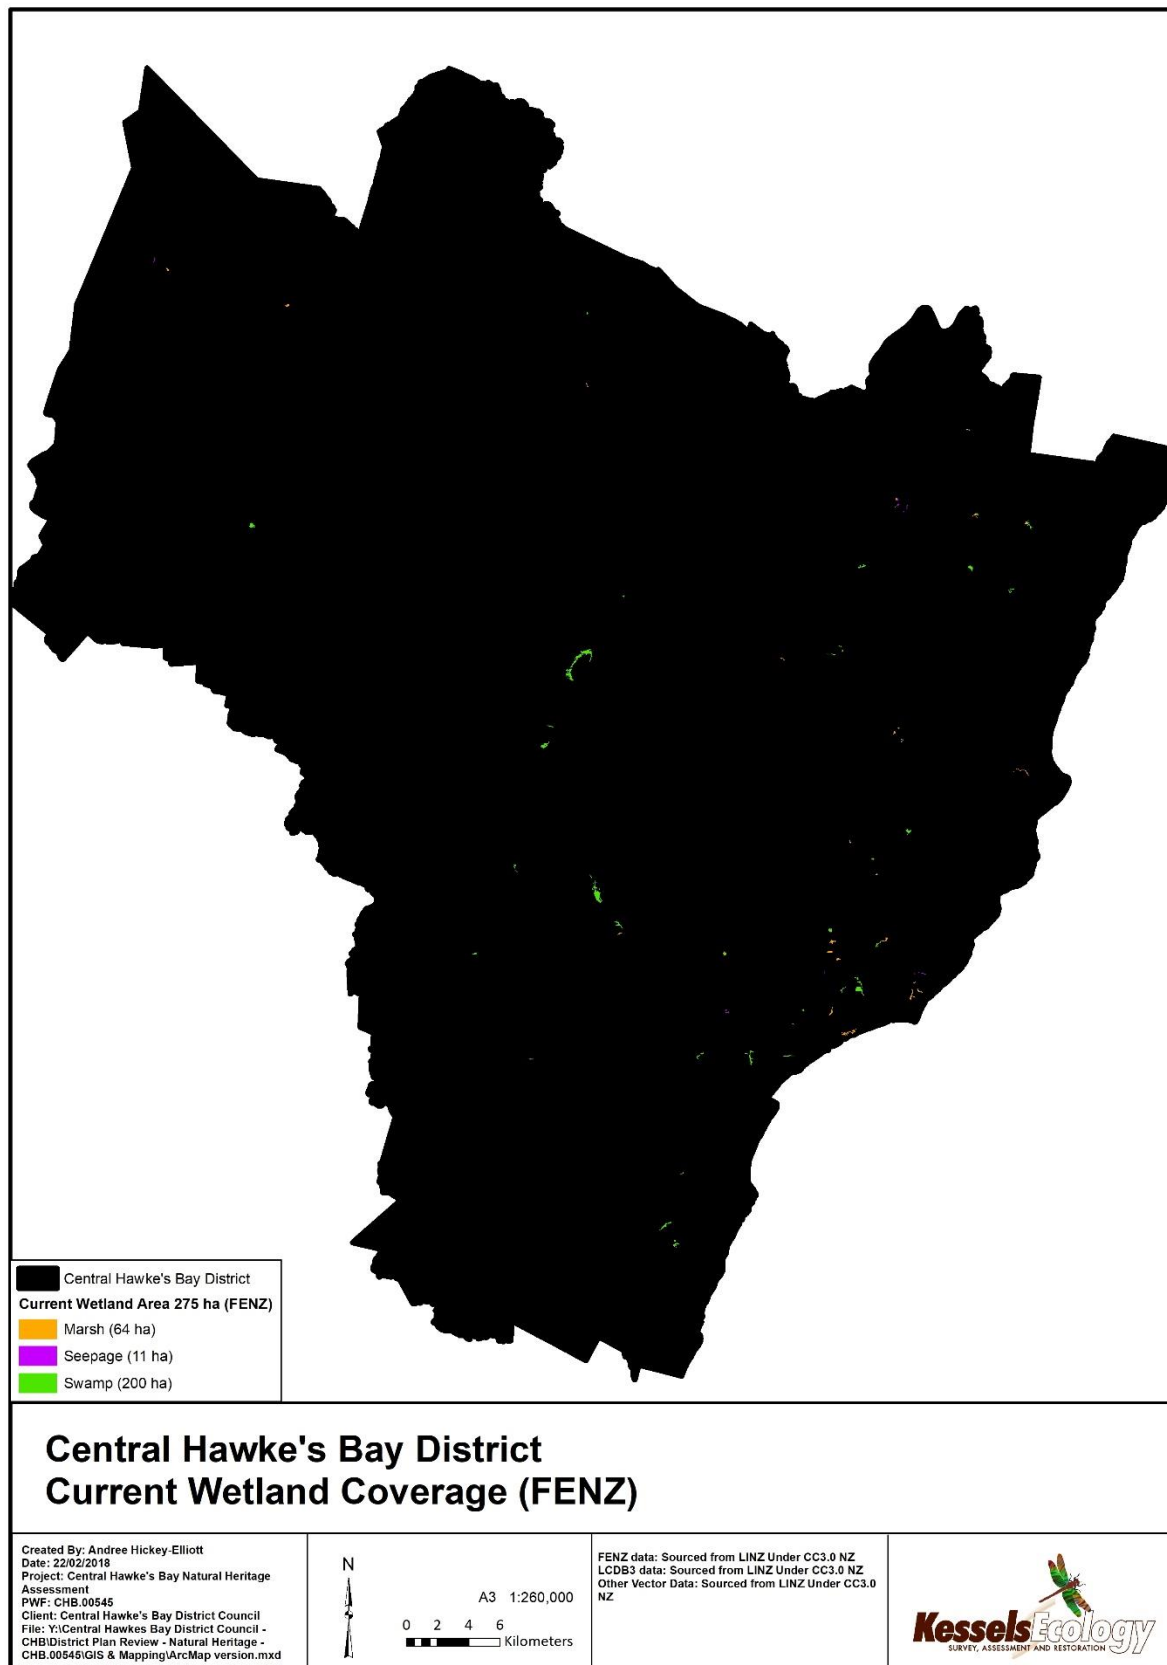 Central Hawke's Bay District
Current Wetland Area 275 ha (FENZ)
Marsh (64 ha)
Seepage (11 ha)
Swamp (200 ha)
Central Hawke's Bay District
Current Wetland Coverage (FENZ)
Created By: Andree Hickey-Elliott
Date: 22/02/2018
Project: Central Hawke's Bay Natural Heritage
Assessment
PWF: CHB.00545
Client: Central Hawke's Bay District Council
File: Y:\Central Hawkes Bay District Council -
CHB\District Plan Review - Natural Heritage -
CHB.00545\GIS & Mapping\ArcMap version.mxd
N
A3 1:260,000
0 2 4 6
Kilometers
FENZ data: Sourced from LINZ Under CC3.0 NZ
LCDB3 data: Sourced from LINZ Under CC3.0 NZ
Other Vector Data: Sourced from LINZ Under CC3.0
NZ
KesselsEcology
SURVEY, ASSESSMENT AND RESTORATION